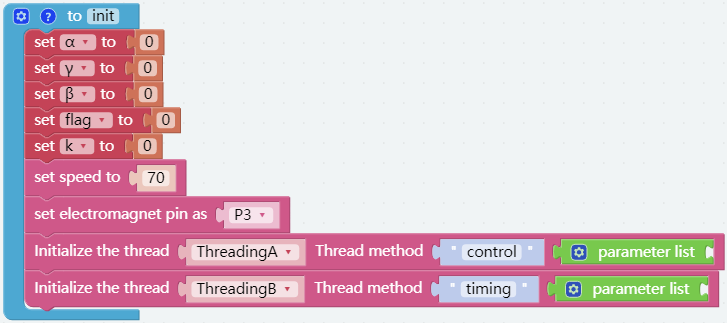 ? to init
set α to 0
set γ to 0
set β to 0
set flag to 0
set k to 0
set speed to 70
set electromagnet pin as P3
Initialize the thread ThreadingA Thread method " control " parameter list
Initialize the thread ThreadingB Thread method " timing " parameter list